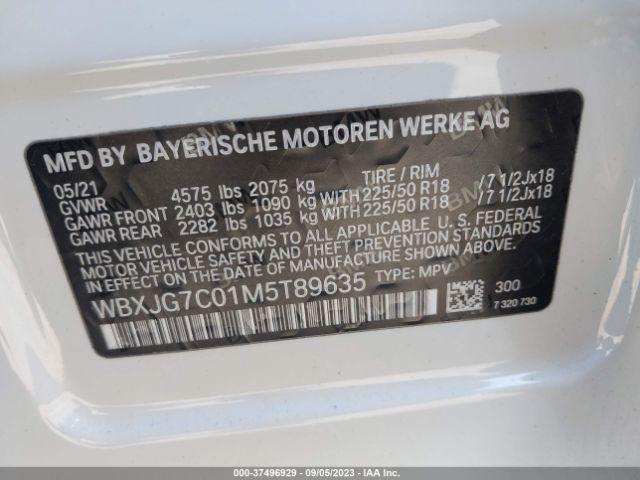 MFD BY BAYERISCHE MOTOREN WERKE AG
05/21 TIRE / RIM
GVWR 4575 lbs 2075 kg
GAWR FRONT 2403 lbs 1090 kg WITH 225/50 R18 /7 1/2Jx18
GAWR REAR 2282 lbs 1035 kg WITH 225/50 R18 /7 1/2Jx18
THIS VEHICLE CONFORMS TO ALL APPLICABLE U. S. FEDERAL
MOTOR VEHICLE SAFETY AND THEFT PREVENTION STANDARDS
IN EFFECT ON THE DATE OF MANUFACTURE SHOWN ABOVE.
WBXJG7C01M5T89635 TYPE: MPV
300
7 320 730
000-37496929 - 09/05/2023 - IAAI.COM